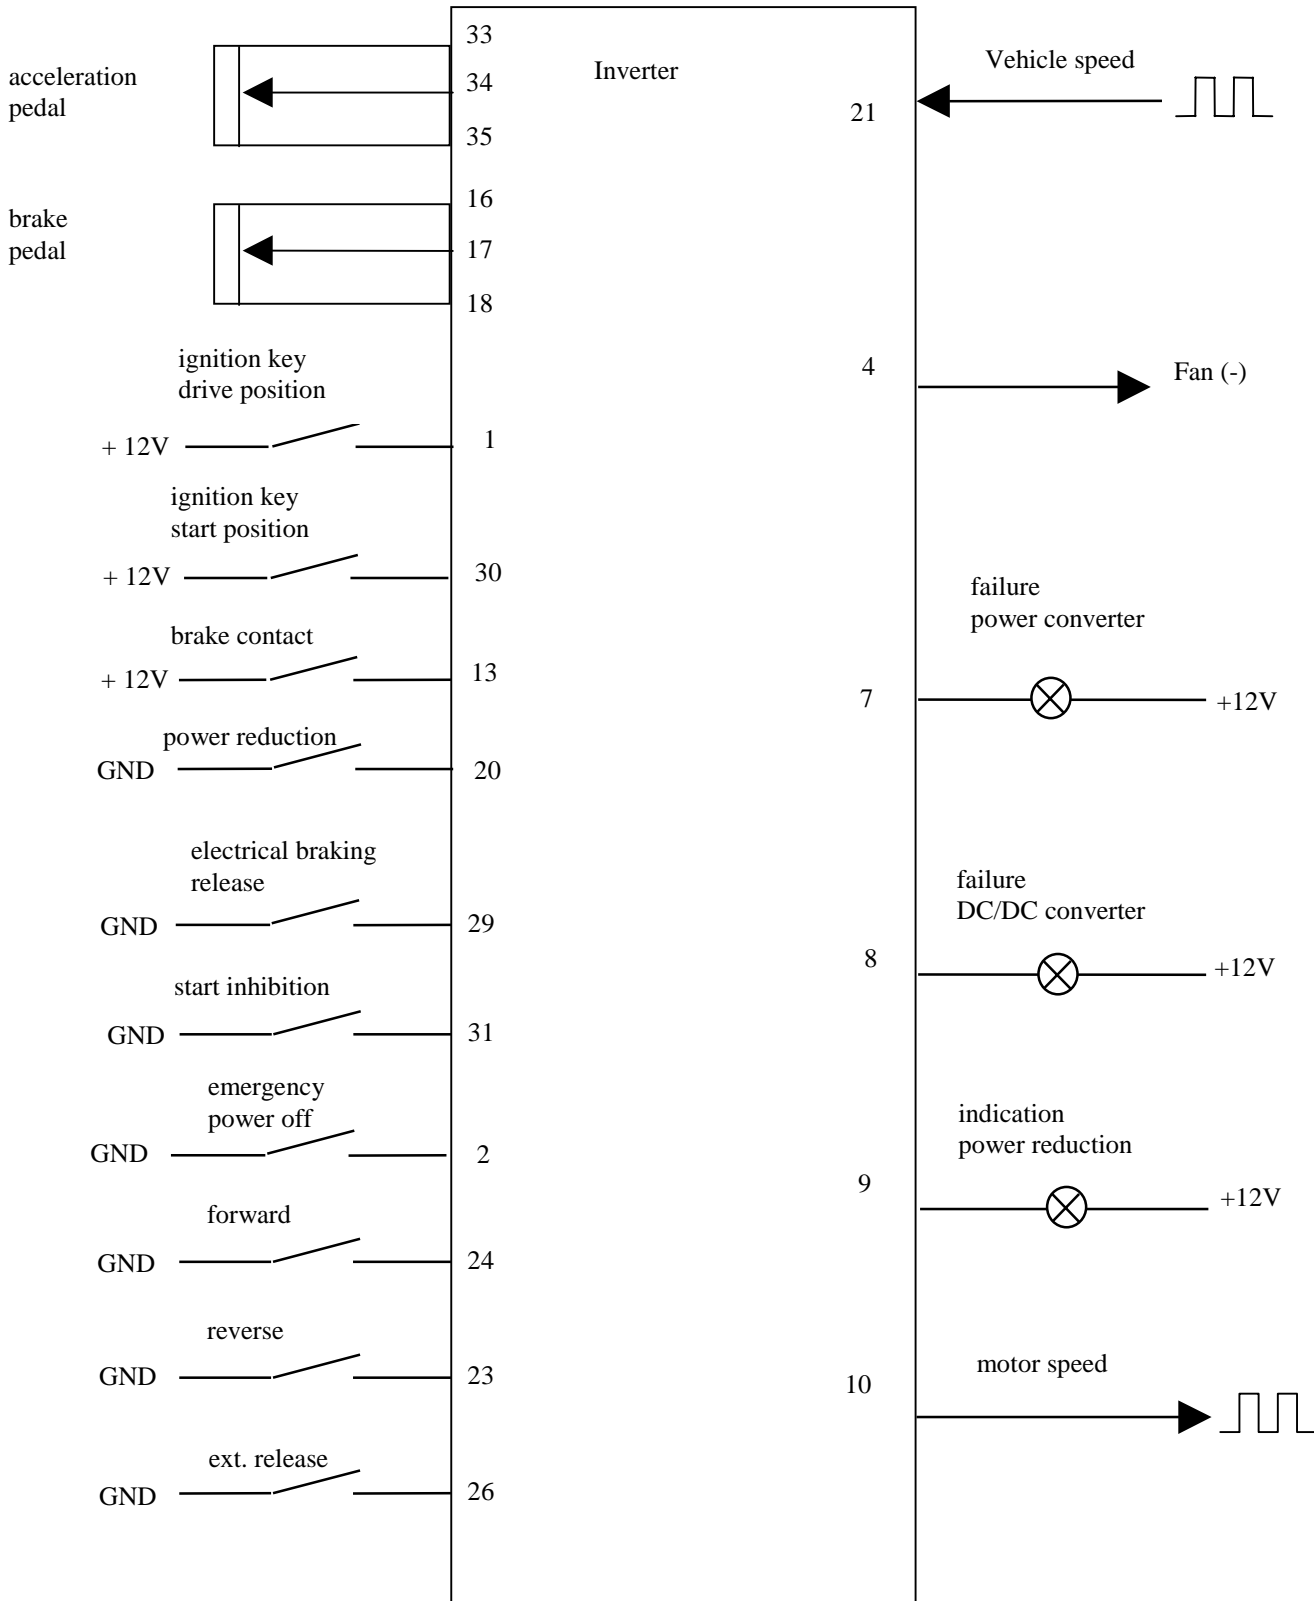 33
acceleration
pedal
34
35
Inverter
Vehicle speed
21
16
brake
pedal
17
18
ignition key
drive position
+ 12V
1
4
Fan (-)
ignition key
start position
+ 12V
30
brake contact
+ 12V
13
failure
power converter
7
+12V
power reduction
GND
20
electrical braking
release
GND
29
failure
DC/DC converter
8
+12V
start inhibition
GND
31
emergency
power off
GND
2
indication
power reduction
9
+12V
forward
GND
24
reverse
GND
23
motor speed
10
ext. release
GND
26